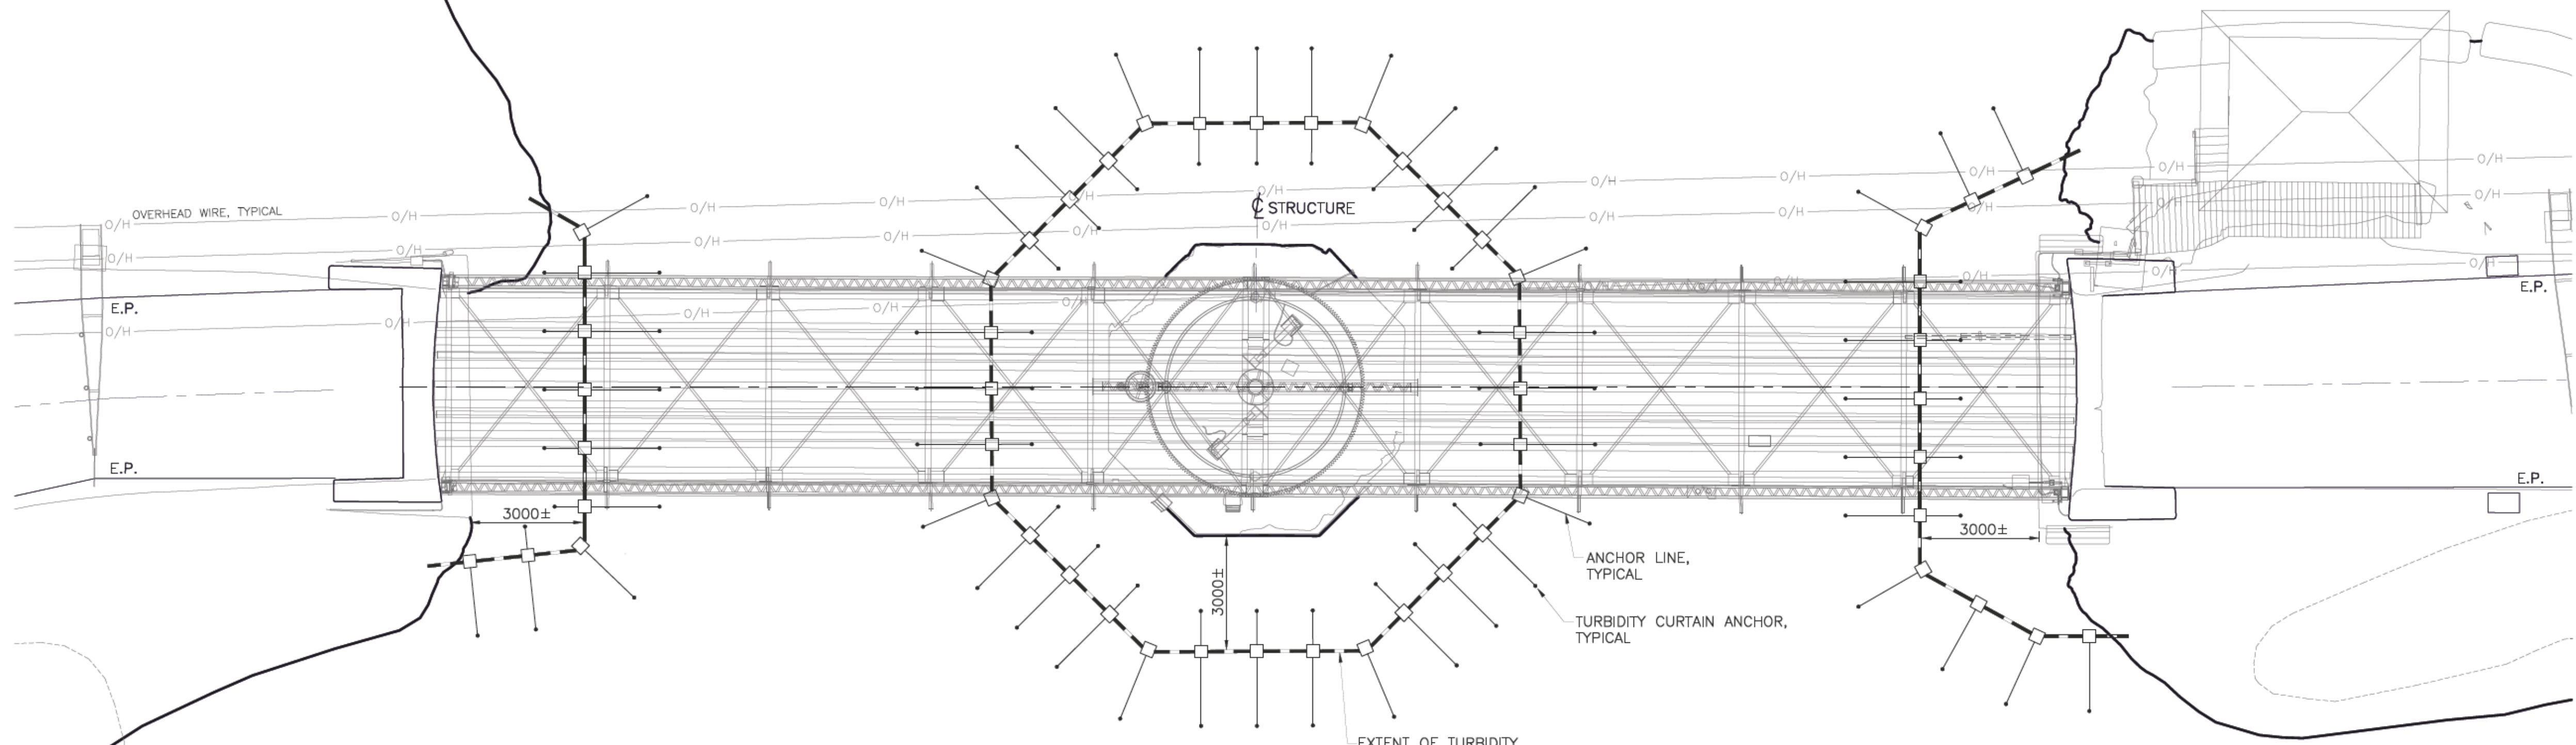 OVERHEAD WIRE, TYPICAL
O/H O/H O/H O/H O/H O/H O/H O/H O/H O/H O/H
℄ STRUCTURE
O/H O/H O/H O/H O/H O/H O/H O/H O/H O/H O/H
O/H O/H O/H O/H O/H O/H O/H O/H O/H
E.P.
E.P.
E.P.
E.P.
3000±
3000±
3000±
ANCHOR LINE,
TYPICAL
TURBIDITY CURTAIN ANCHOR,
TYPICAL
EXTENT OF TURBIDITY